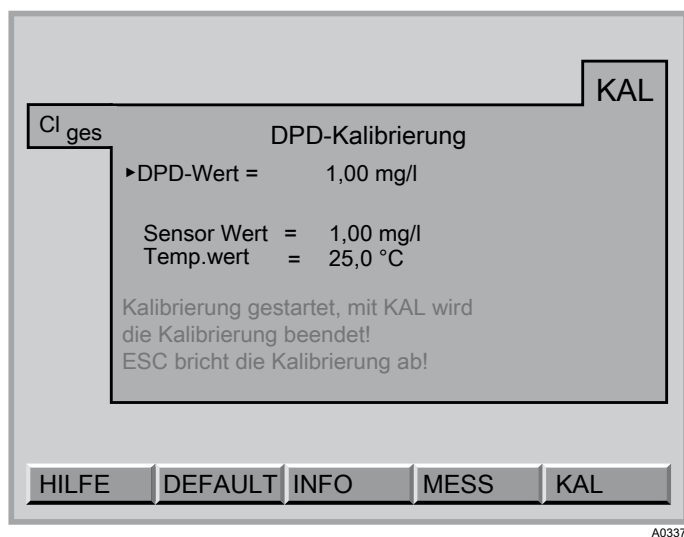 KAL
Cl ges
DPD-Kalibrierung
▸DPD-Wert = 1,00 mg/l
Sensor Wert = 1,00 mg/l
Temp.wert = 25,0 °C
Kalibrierung gestartet, mit KAL wird
die Kalibrierung beendet!
ESC bricht die Kalibrierung ab!
HILFE DEFAULT INFO MESS KAL
A0337